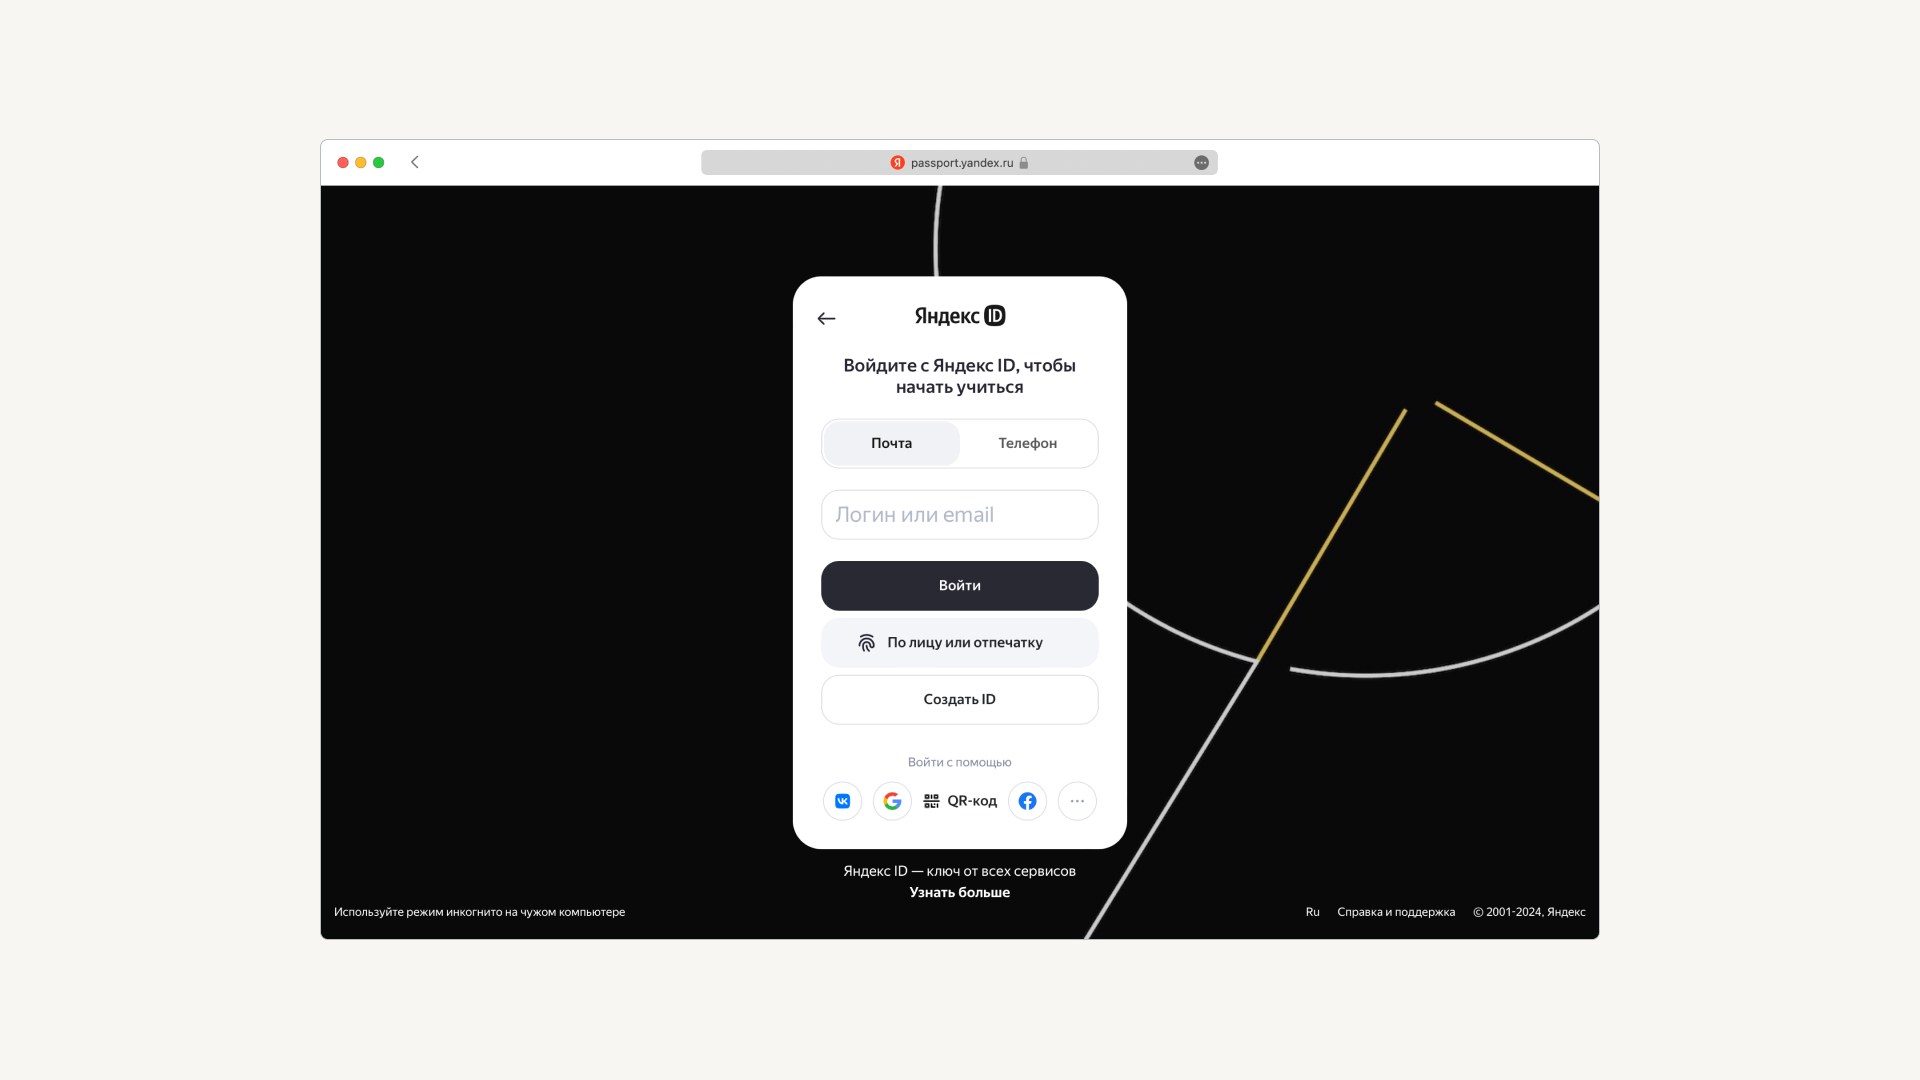 passport.yandex.ru
Яндекс ID
Войдите с Яндекс ID, чтобы
начать учиться
Почта
Телефон
Логин или email
Войти
По лицу или отпечатку
Создать ID
Войти с помощью
QR-код
Яндекс ID — ключ от всех сервисов
Узнать больше
Используйте режим инкогнито на чужом компьютере
Ru
Справка и поддержка
© 2001-2024, Яндекс